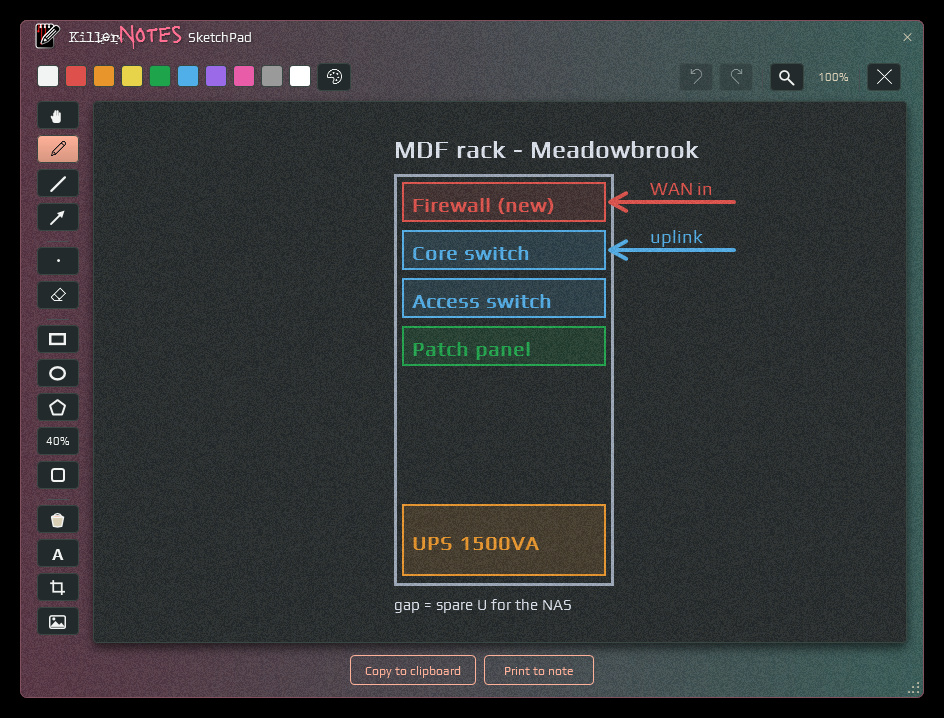 KillerNOTES SketchPad
100%
MDF rack - Meadowbrook
Firewall (new)
WAN in
Core switch
uplink
Access switch
Patch panel
40%
A
UPS 1500VA
gap = spare U for the NAS
Copy to clipboard
Print to note